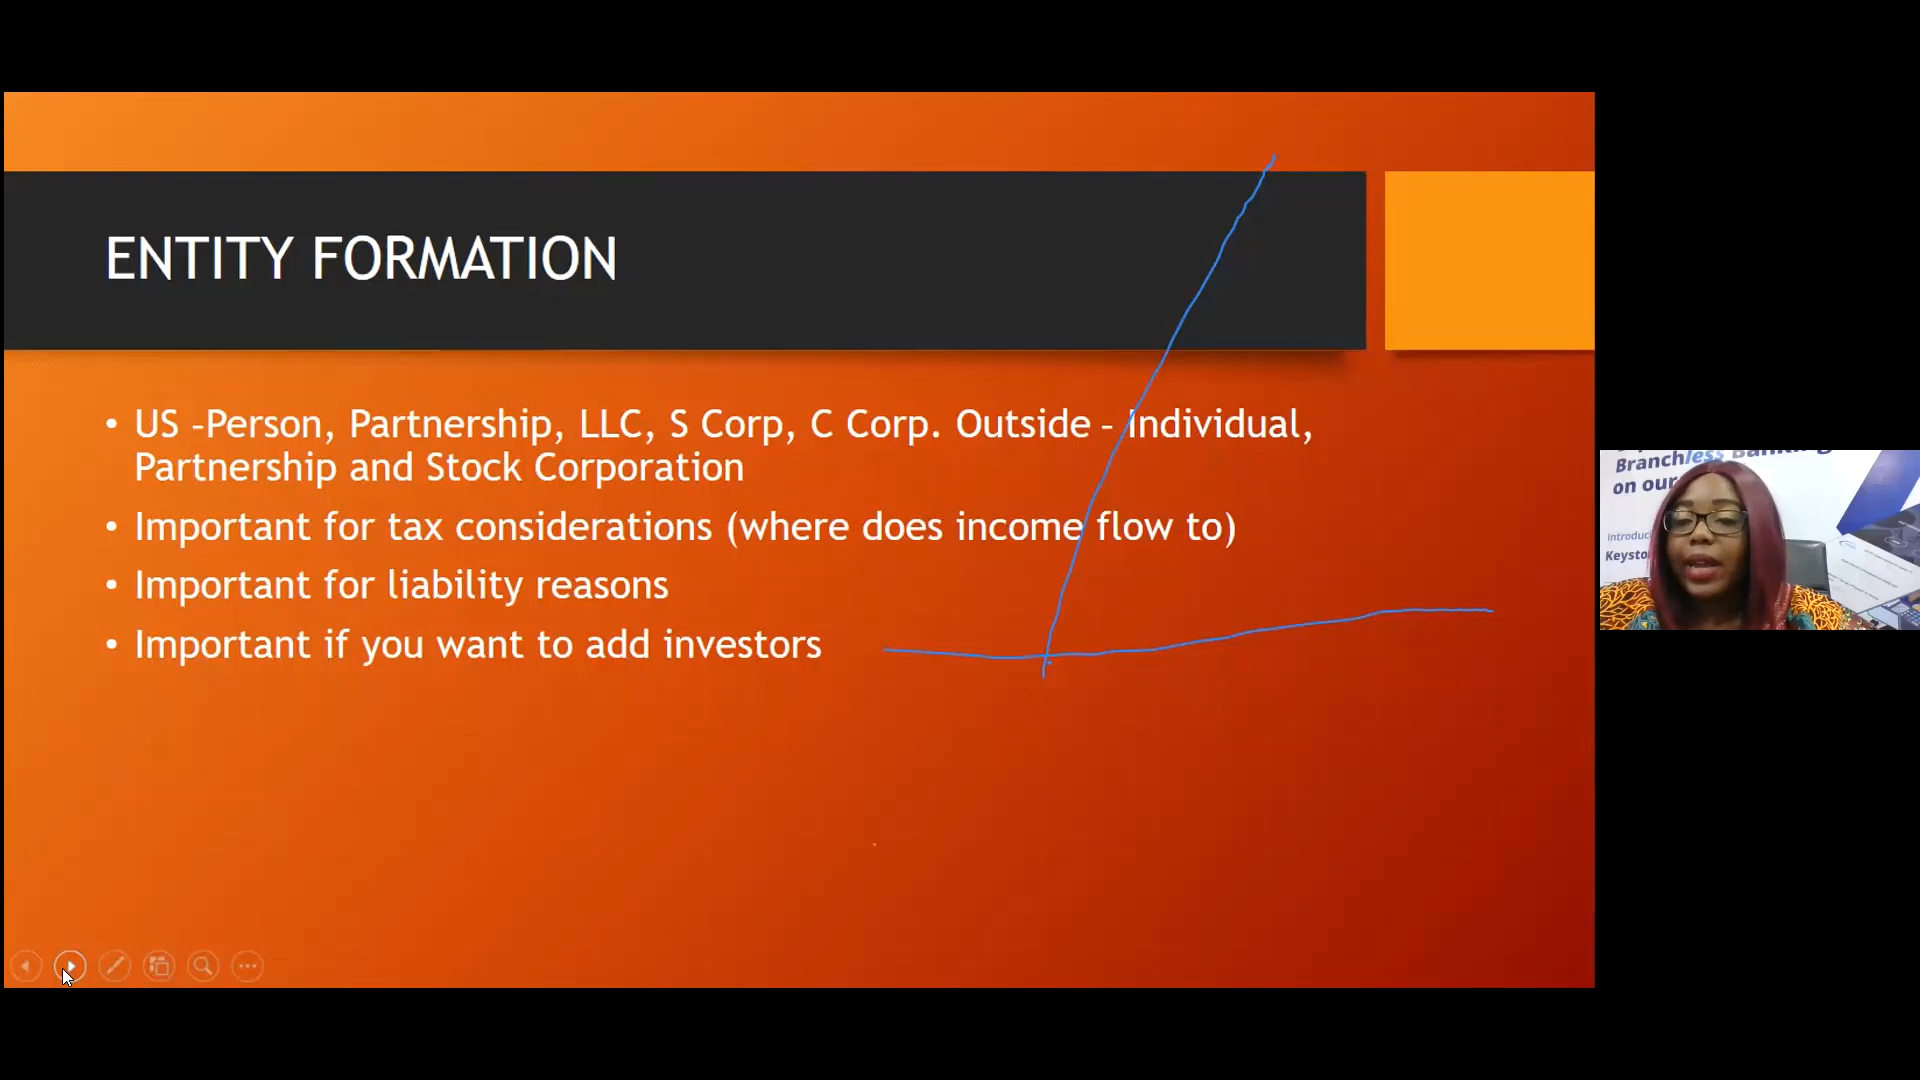 ENTITY FORMATION
• US –Person, Partnership, LLC, S Corp, C Corp. Outside – Individual,
Partnership and Stock Corporation
• Important for tax considerations (where does income flow to)
• Important for liability reasons
• Important if you want to add investors
Branchless Banking
on our
Introduc
Keysto